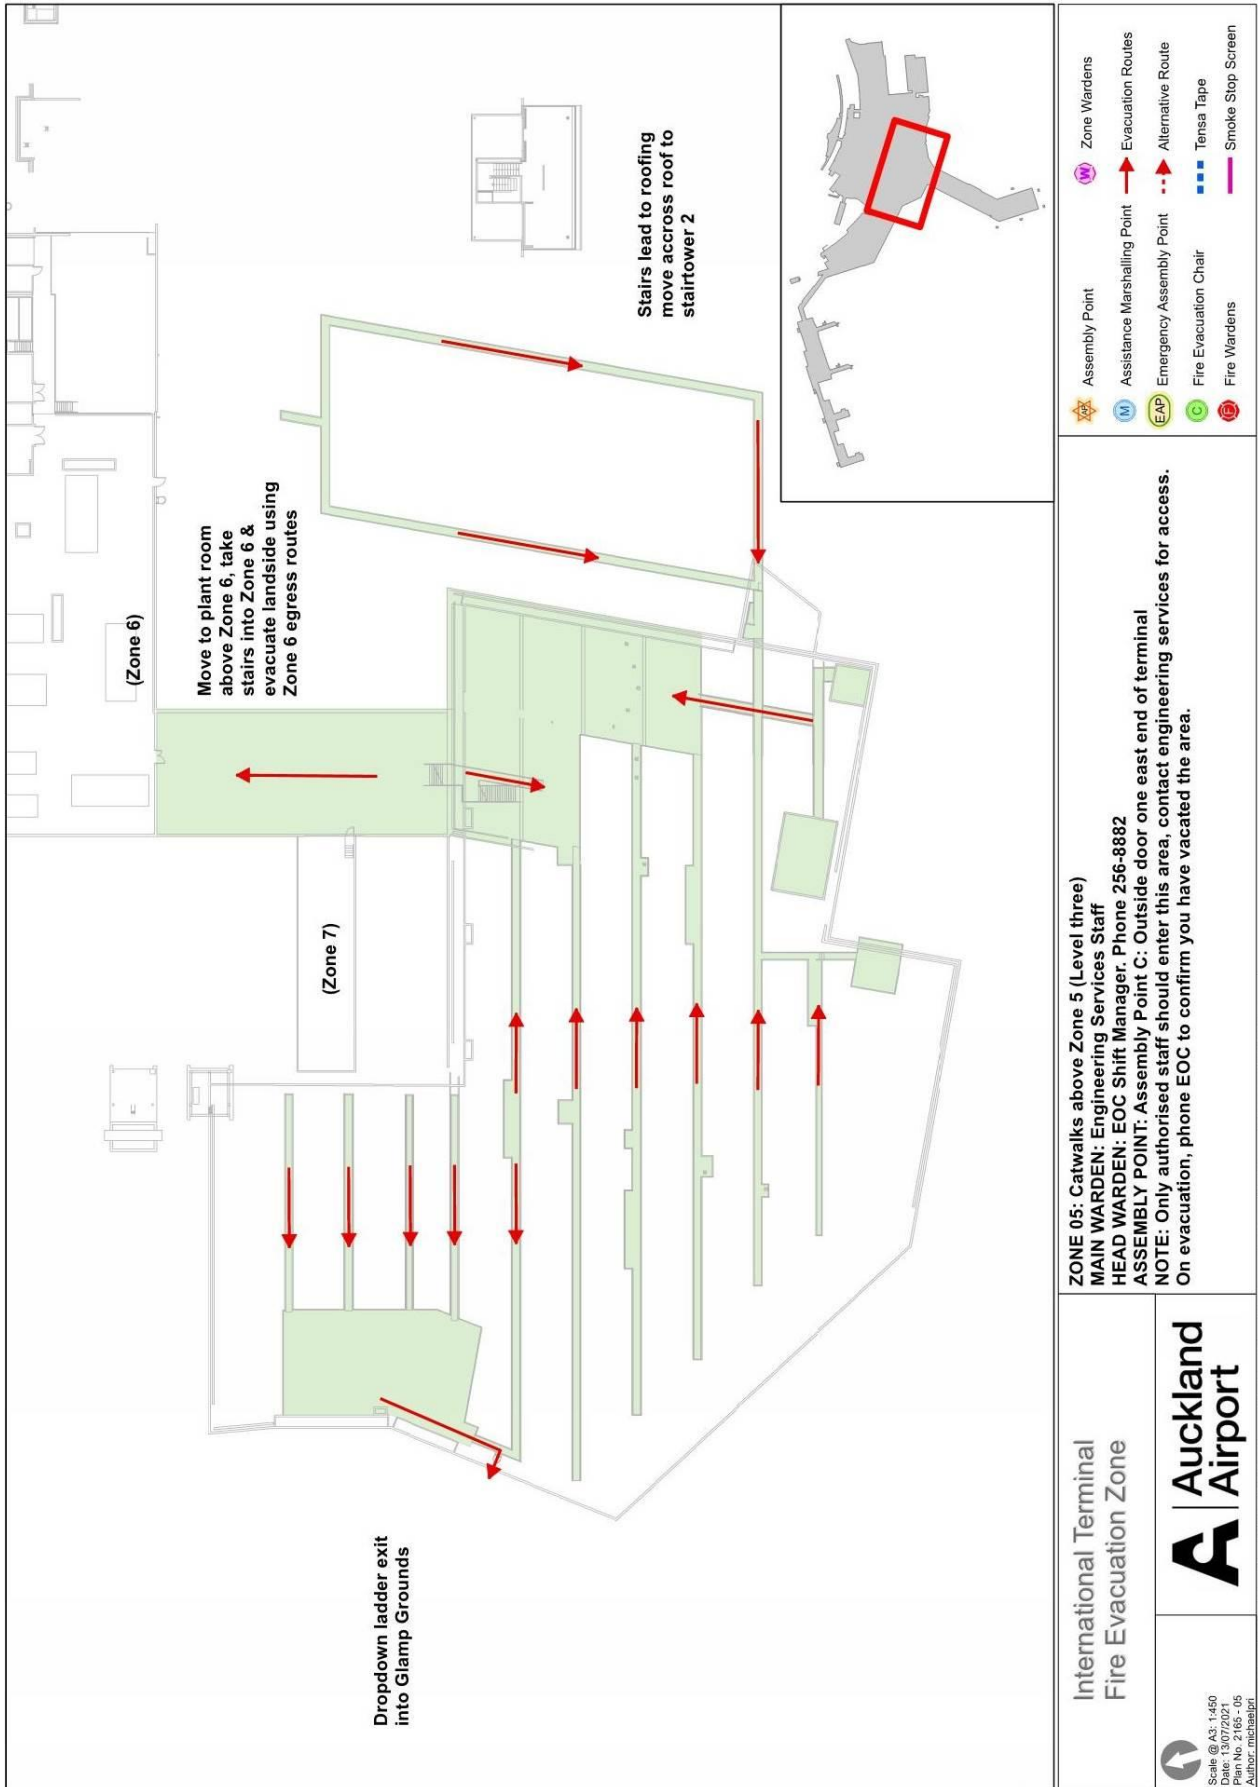 Dropdown ladder exit
into Glamp Grounds
(Zone 7)
(Zone 6)
Move to plant room
above Zone 6, take
stairs into Zone 6 &
evacuate landside using
Zone 6 egress routes
Stairs lead to roofing
move accross roof to
stairtower 2
International Terminal
Fire Evacuation Zone
Scale @ A3: 1:450
Date: 13/07/2021
Plan No. 2165 - 05
Author: michaelpri
A Auckland
Airport
ZONE 05: Catwalks above Zone 5 (Level three)
MAIN WARDEN: Engineering Services Staff
HEAD WARDEN: EOC Shift Manager. Phone 256-8882
ASSEMBLY POINT: Assembly Point C: Outside door one east end of terminal
NOTE: Only authorised staff should enter this area, contact engineering services for access.
On evacuation, phone EOC to confirm you have vacated the area.
AP Assembly Point
M Assistance Marshalling Point
EAP Emergency Assembly Point
C Fire Evacuation Chair
F Fire Wardens
W Zone Wardens
Evacuation Routes
Alternative Route
Tensa Tape
Smoke Stop Screen